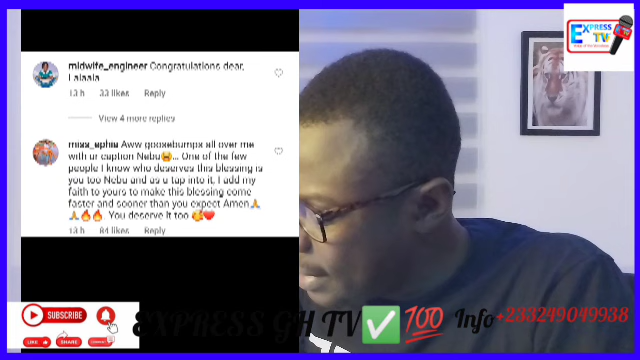 midwife_engineer Congratulations dear,
Lalaala
13 h 33 likes Reply
View 4 more replies
miss_ephia Aww goosebumps all over me
with ur caption Nebu😭... One of the few
people I know who deserves this blessing is
you too Nebu and as u tap into it, I add my
faith to yours to make this blessing come
faster and sooner than you expect Amen🙏
🙏🔥🔥 You deserve it too 🥰❤️
13 h 84 likes Reply
EXPRESS
TV
SUBSCRIBE
LIKE SHARE
EXPRESS GH TV✅💯 Info+233249049938